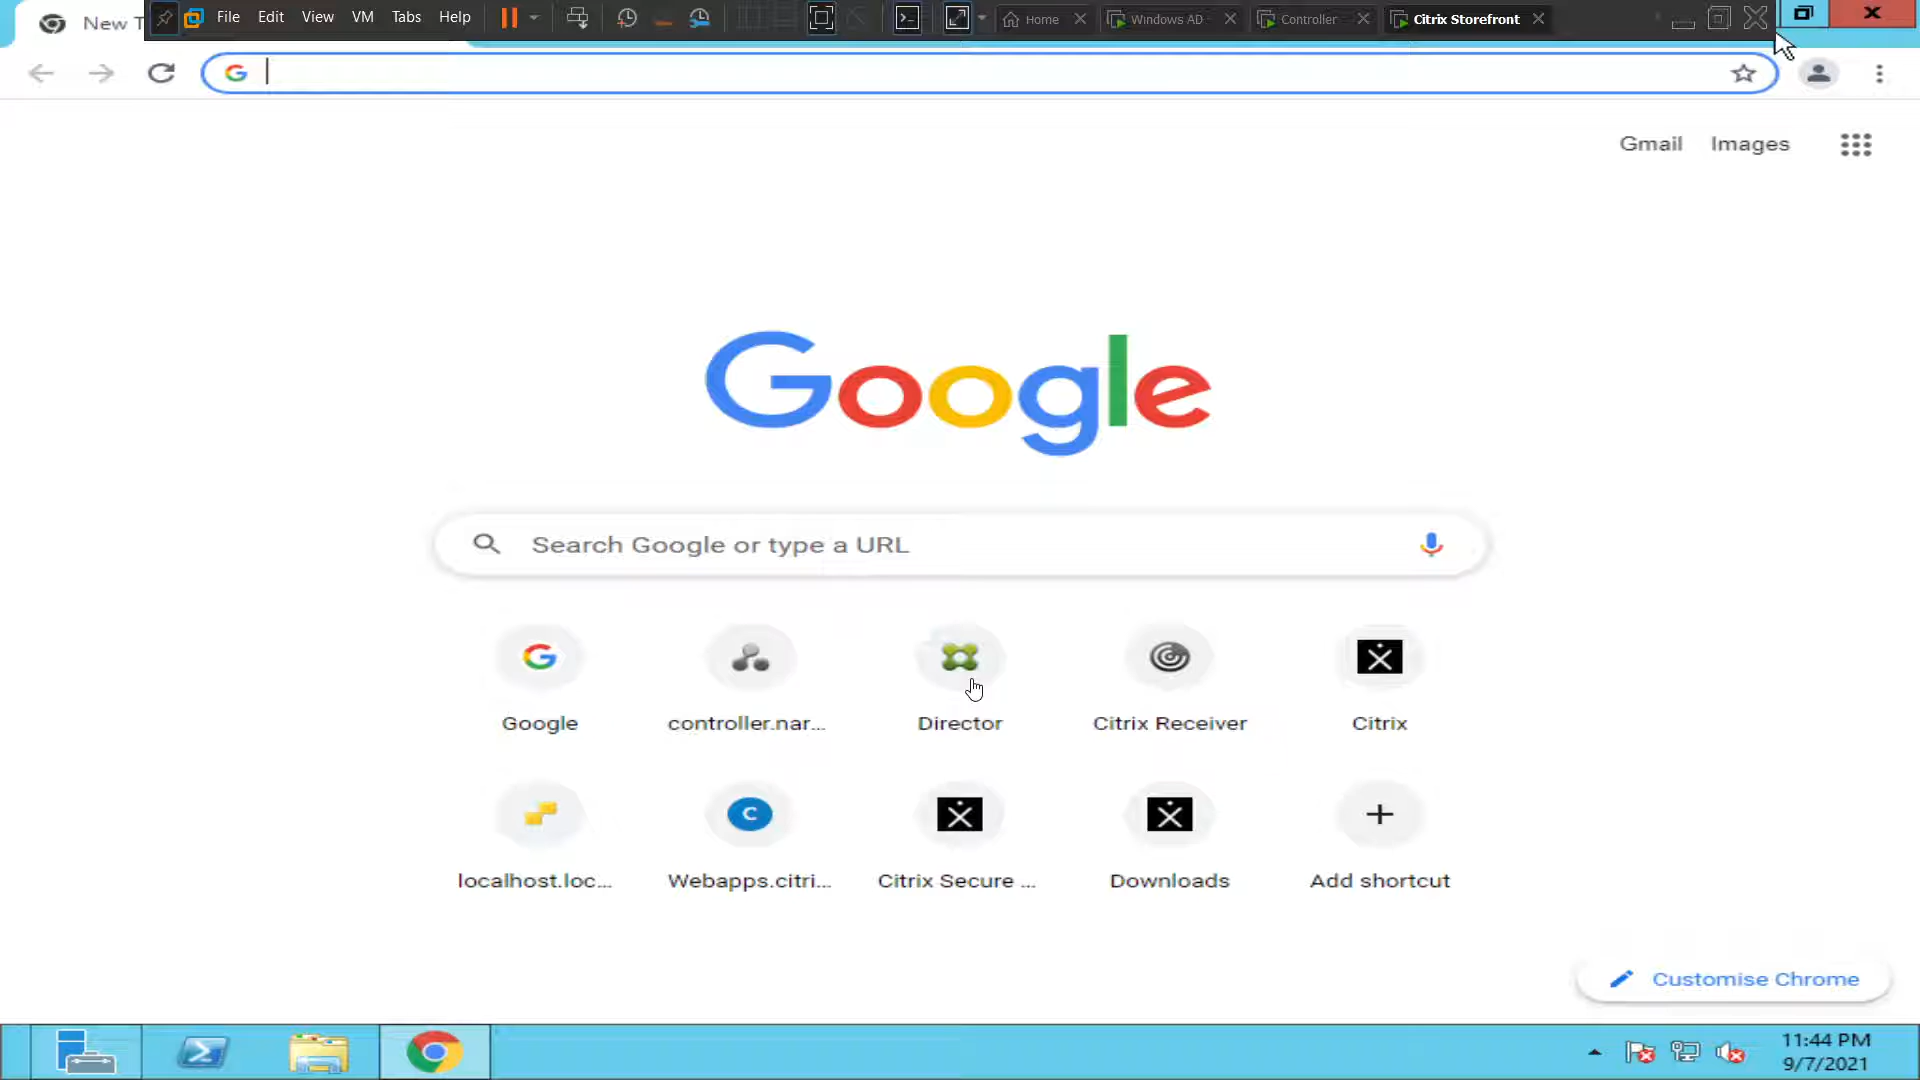 New T
File Edit View VM Tabs Help
Home
Windows AD
Controller
Citrix Storefront
Gmail Images
Google
Search Google or type a URL
Google
controller.nar...
Director
Citrix Receiver
Citrix
localhost.loc...
C
Webapps.citri...
Citrix Secure ...
Downloads
Add shortcut
Customise Chrome
11:44 PM
9/7/2021